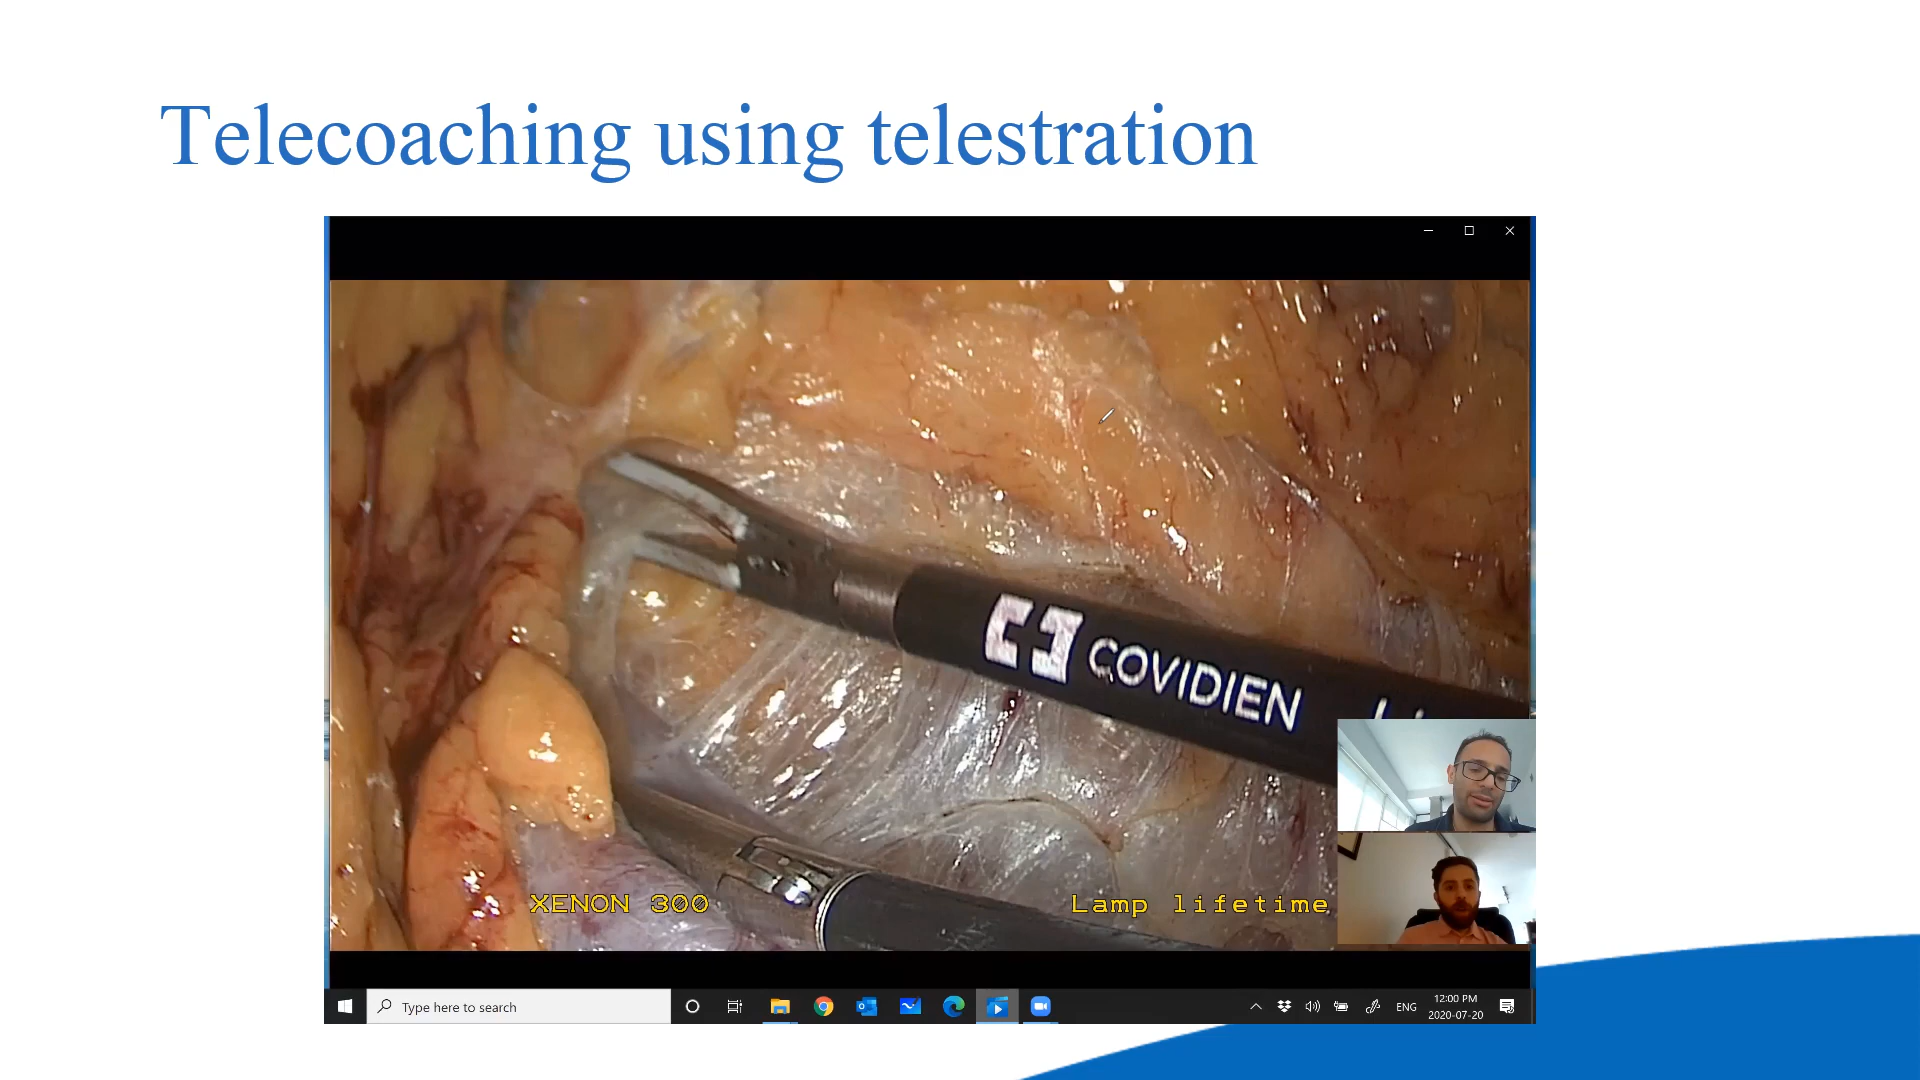 Telecoaching using telestration
COVIDIEN
XENON 300
Lamp lifetime
Type here to search
ENG
12:00 PM
2020-07-20